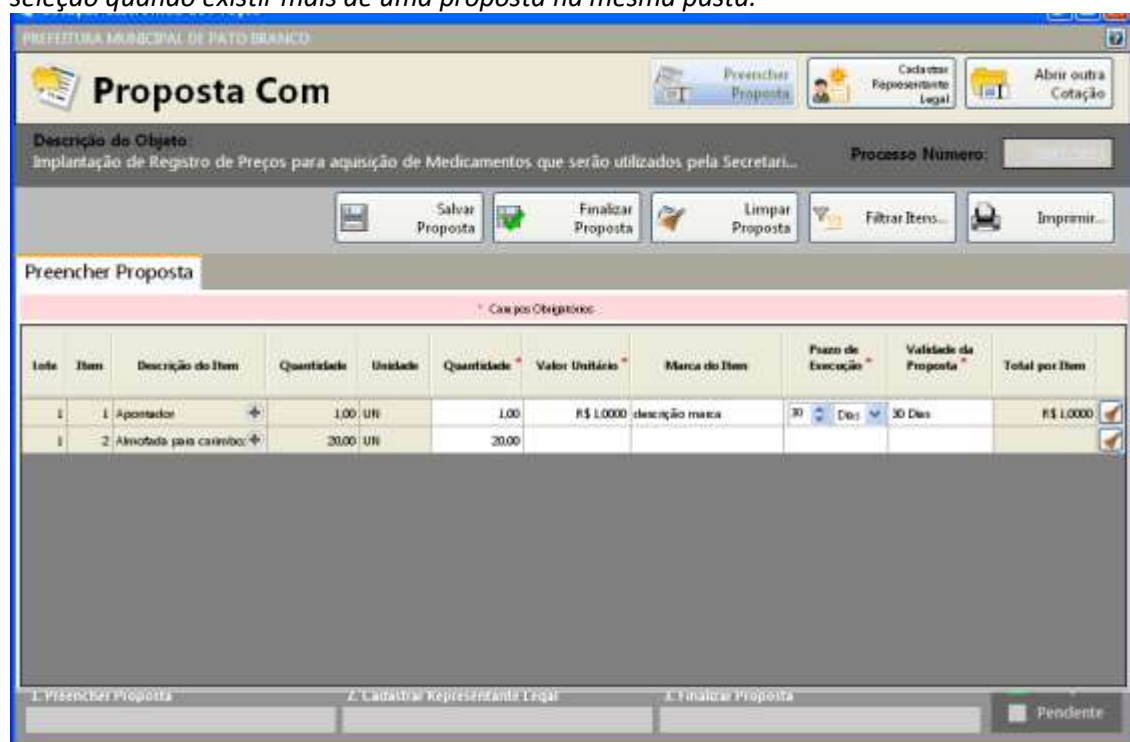 seleção quando existir mais de uma proposta na mesma pasta.
PREFEITURA MUNICIPAL DE PATO BRANCO
Proposta Com
Preencher
Proposta
Cadastrar
Representante
Legal
Abrir outra
Cotação
Descrição do Objeto:
Implantação de Registro de Preços para aquisição de Medicamentos que serão utilizados pela Secretari...
Processo Número:
Salvar
Proposta
Finalizar
Proposta
Limpar
Proposta
Filtrar Itens...
Imprimir...
Preencher Proposta
* Campos Obrigatórios
Lote Item Descrição do Item Quantidade Unidade Quantidade * Valor Unitário * Marca do Item Prazo de Execução * Validade da Proposta * Total por Item
1 1 Apontador + 1,00 UN 1,00 R$ 1,0000 descrição marca 30 Dias 30 Dias R$ 1,0000
1 2 Almofada para carimbo: + 20,00 UN 20,00
1. Preencher Proposta 2. Cadastrar Representante Legal 3. Finalizar Proposta
Pendente